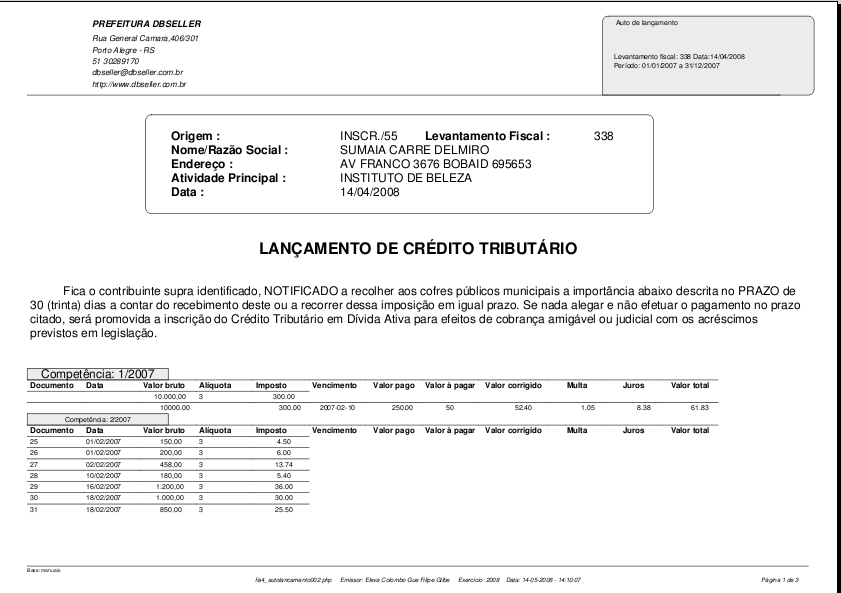 PREFEITURA DBSELLER
Rua General Camara,406/301
Porto Alegre - RS
51 30289170
dbseller@dbseller.com.br
http://www.dbseller.com.br
Auto de lançamento
Levantamento fiscal: 338 Data:14/04/2008
Período: 01/01/2007 a 31/12/2007
Origem : INSCR./55 Levantamento Fiscal : 338
Nome/Razão Social : SUMAIA CARRE DELMIRO
Endereço : AV FRANCO 3676 BOBAID 695653
Atividade Principal : INSTITUTO DE BELEZA
Data : 14/04/2008
LANÇAMENTO DE CRÉDITO TRIBUTÁRIO
Fica o contribuinte supra identificado, NOTIFICADO a recolher aos cofres públicos municipais a importância abaixo descrita no PRAZO de
30 (trinta) dias a contar do recebimento deste ou a recorrer dessa imposição em igual prazo. Se nada alegar e não efetuar o pagamento no prazo
citado, será promovida a inscrição do Crédito Tributário em Dívida Ativa para efeitos de cobrança amigável ou judicial com os acréscimos
previstos em legislação.
Competência: 1/2007
Documento Data Valor bruto Alíquota Imposto Vencimento Valor pago Valor à pagar Valor corrigido Multa Juros Valor total
10.000,00 3 300.00
10000.00 300.00 2007-02-10 250.00 50 52.40 1.05 8.38 61.83
Competência: 2/2007
Documento Data Valor bruto Alíquota Imposto Vencimento Valor pago Valor à pagar Valor corrigido Multa Juros Valor total
25 01/02/2007 150,00 3 4.50
26 01/02/2007 200,00 3 6.00
27 02/02/2007 458,00 3 13.74
28 10/02/2007 180,00 3 5.40
29 16/02/2007 1.200,00 3 36.00
30 18/02/2007 1.000,00 3 30.00
31 18/02/2007 850,00 3 25.50
Base: manuais
fis4_autolancamento002.php Emissor: Eleva Colombo Gue Filipe Gilbe Exercício: 2008 Data: 14-05-2008 - 14:10:07 Página 1 de 3